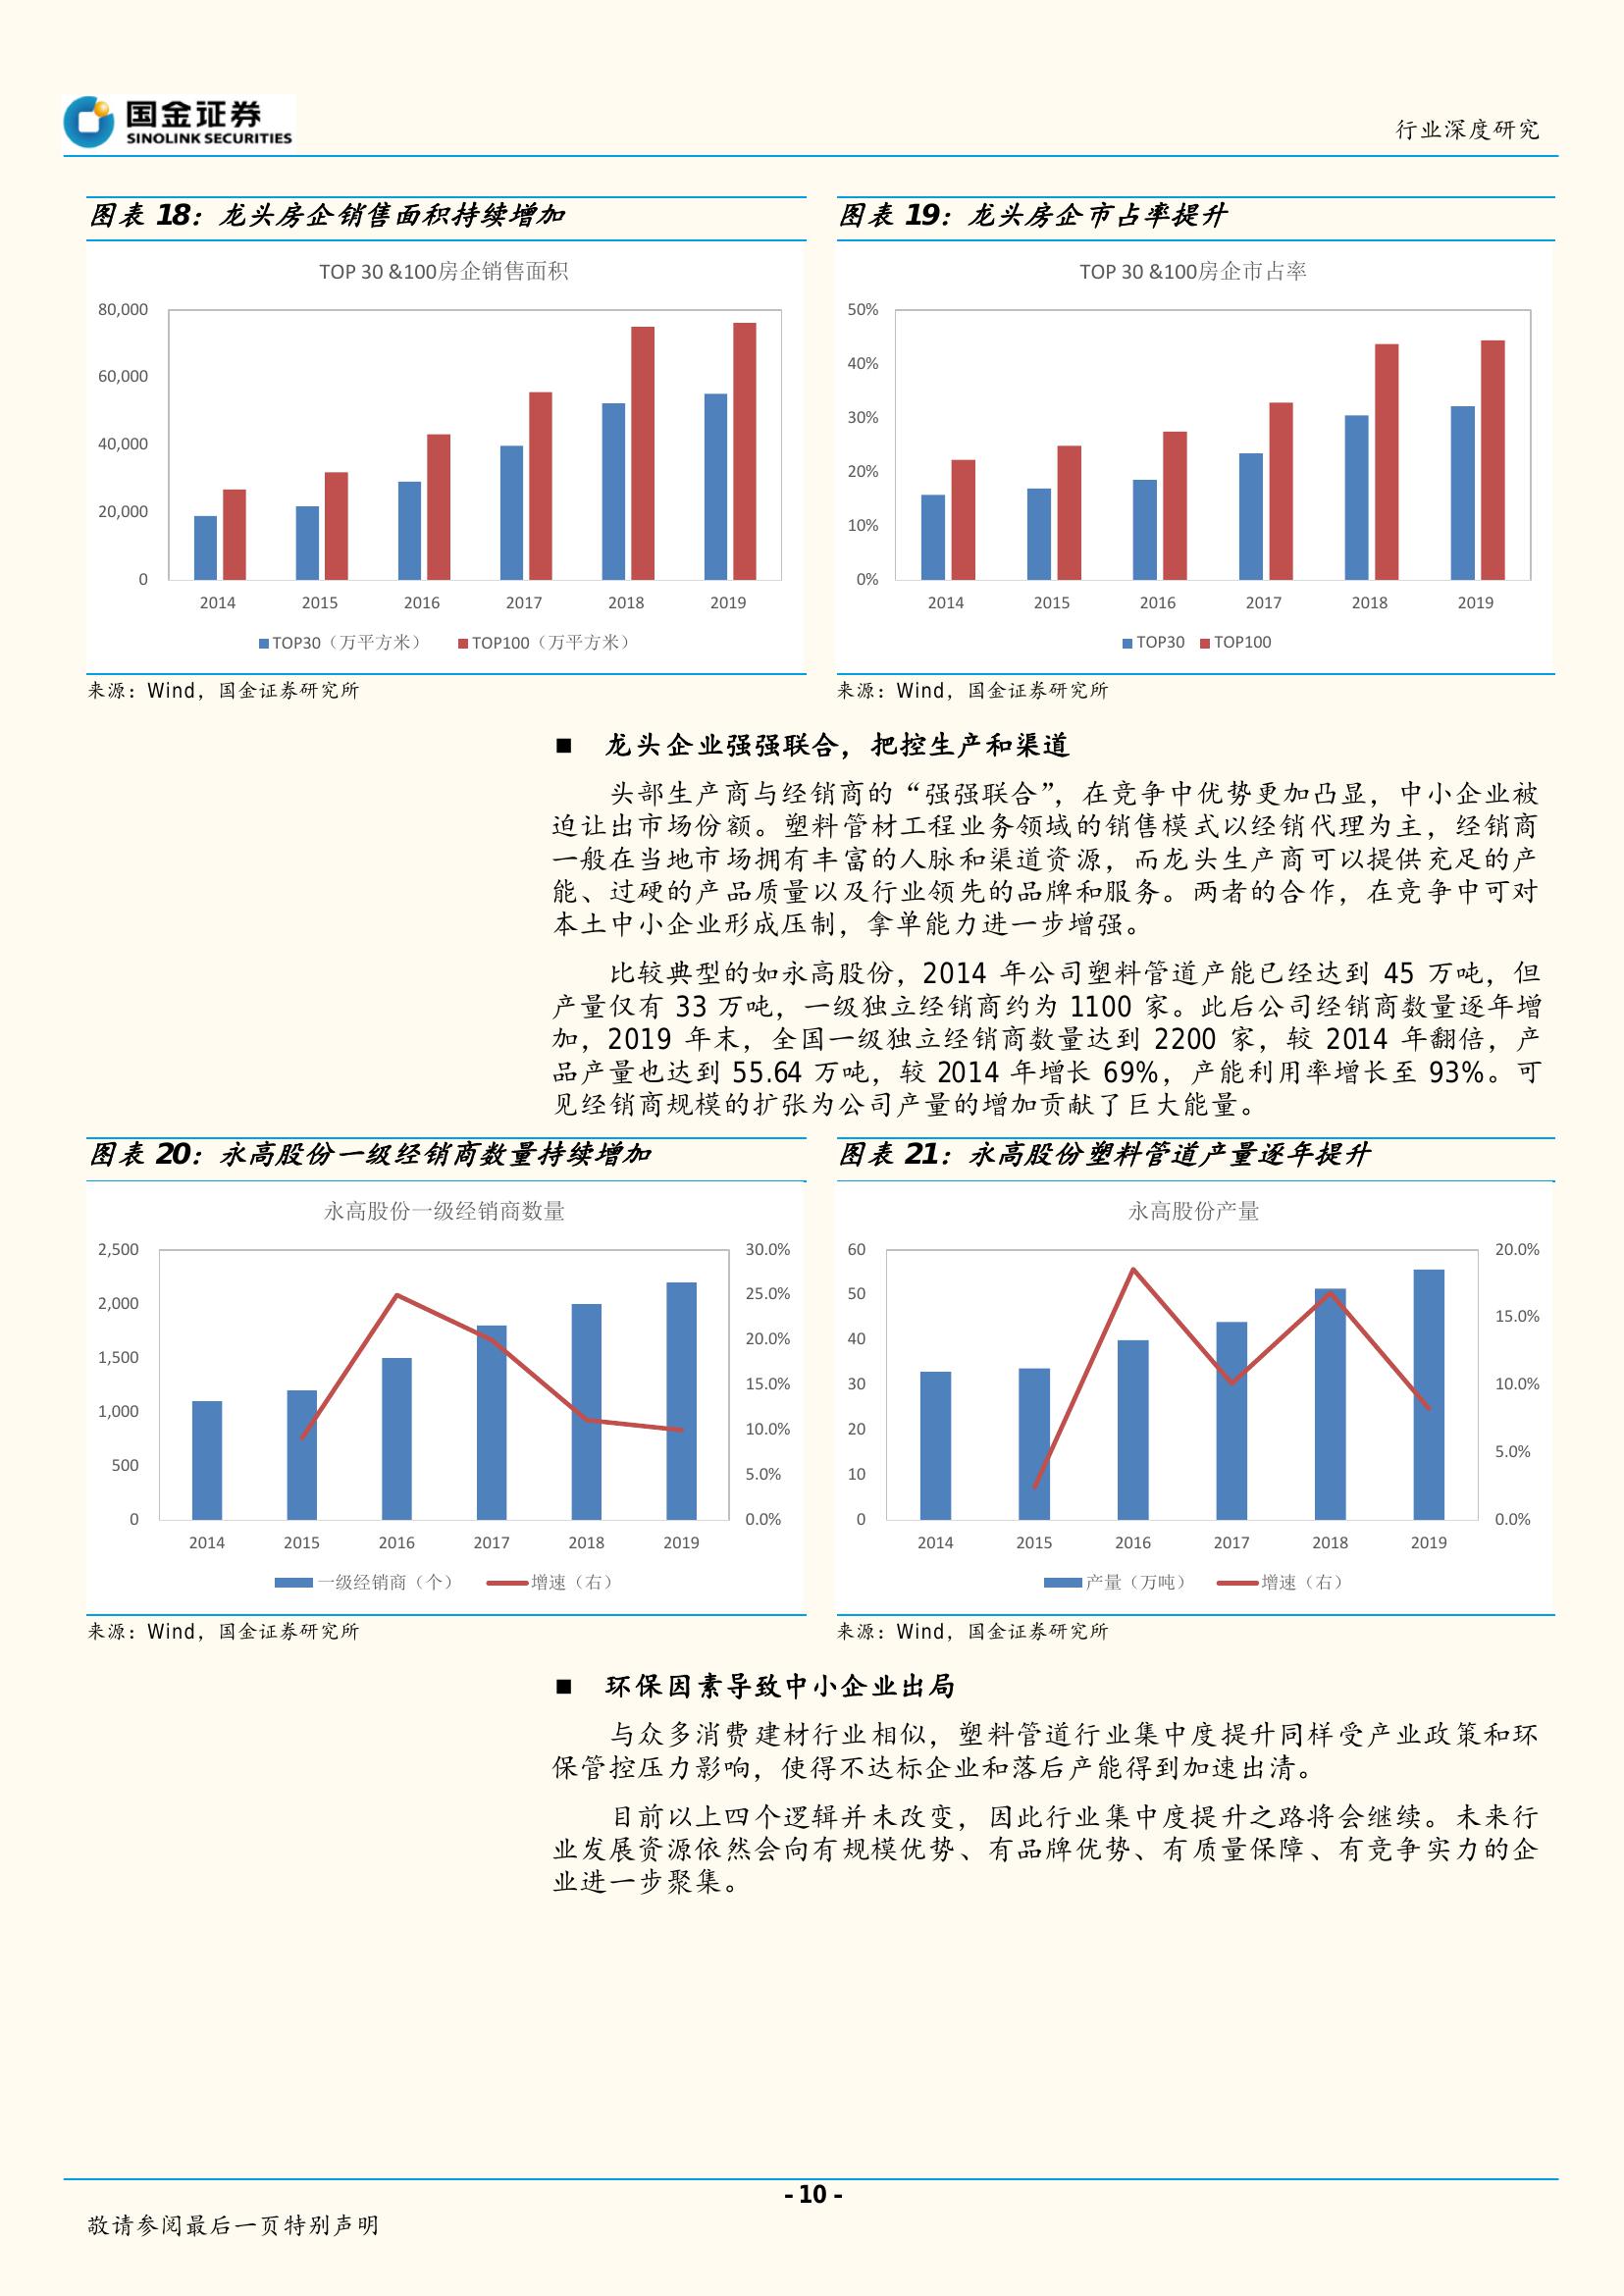 国金证券
SINOLINK SECURITIES
行业深度研究
图表 18：龙头房企销售面积持续增加
TOP 30 &100房企销售面积
80,000
60,000
40,000
20,000
0
2014 2015 2016 2017 2018 2019
TOP30（万平方米） TOP100（万平方米）
来源：Wind，国金证券研究所
图表 19：龙头房企市占率提升
TOP 30 &100房企市占率
50%
40%
30%
20%
10%
0%
2014 2015 2016 2017 2018 2019
TOP30 TOP100
来源：Wind，国金证券研究所
■ 龙头企业强强联合，把控生产和渠道
头部生产商与经销商的“强强联合”，在竞争中优势更加凸显，中小企业被
迫让出市场份额。塑料管材工程业务领域的销售模式以经销代理为主，经销商
一般在当地市场拥有丰富的人脉和渠道资源，而龙头生产商可以提供充足的产
能、过硬的产品质量以及行业领先的品牌和服务。两者的合作，在竞争中可对
本土中小企业形成压制，拿单能力进一步增强。
比较典型的如永高股份，2014 年公司塑料管道产能已经达到 45 万吨，但
产量仅有 33 万吨，一级独立经销商约为 1100 家。此后公司经销商数量逐年增
加，2019 年末，全国一级独立经销商数量达到 2200 家，较 2014 年翻倍，产
品产量也达到 55.64 万吨，较 2014 年增长 69%，产能利用率增长至 93%。可
见经销商规模的扩张为公司产量的增加贡献了巨大能量。
图表 20：永高股份一级经销商数量持续增加
永高股份一级经销商数量
2,500
2,000
1,500
1,000
500
0
30.0%
25.0%
20.0%
15.0%
10.0%
5.0%
0.0%
2014 2015 2016 2017 2018 2019
一级经销商（个） 增速（右）
来源：Wind，国金证券研究所
图表 21：永高股份塑料管道产量逐年提升
永高股份产量
60
50
40
30
20
10
0
20.0%
15.0%
10.0%
5.0%
0.0%
2014 2015 2016 2017 2018 2019
产量（万吨） 增速（右）
来源：Wind，国金证券研究所
■ 环保因素导致中小企业出局
与众多消费建材行业相似，塑料管道行业集中度提升同样受产业政策和环
保管控压力影响，使得不达标企业和落后产能得到加速出清。
目前以上四个逻辑并未改变，因此行业集中度提升之路将会继续。未来行
业发展资源依然会向有规模优势、有品牌优势、有质量保障、有竞争实力的企
业进一步聚集。
- 10 -
敬请参阅最后一页特别声明